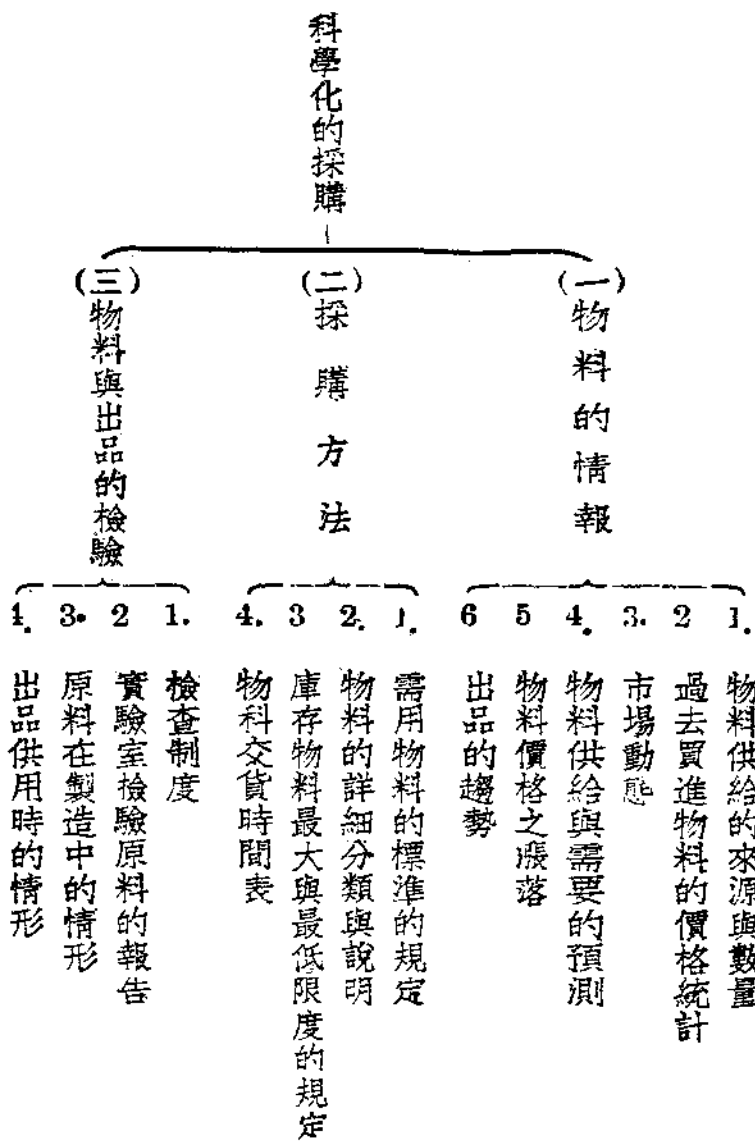 科學化的採購
(一)物料的情報
1. 物料供給的來源與數量
2 過去買進物料的價格統計
3. 市場動態
4. 物料供給與需要的預測
5 物料價格之漲落
6 出品的趨勢
(二)採購方法
1. 需用物料的標準的規定
2. 物料的詳細分類與說明
3 庫存物料最大與最低限度的規定
4. 物科交貨時間表
(三)物料與出品的檢驗
1. 檢查制度
2 實驗室檢驗原料的報告
3. 原料在製造中的情形
4. 出品供用時的情形